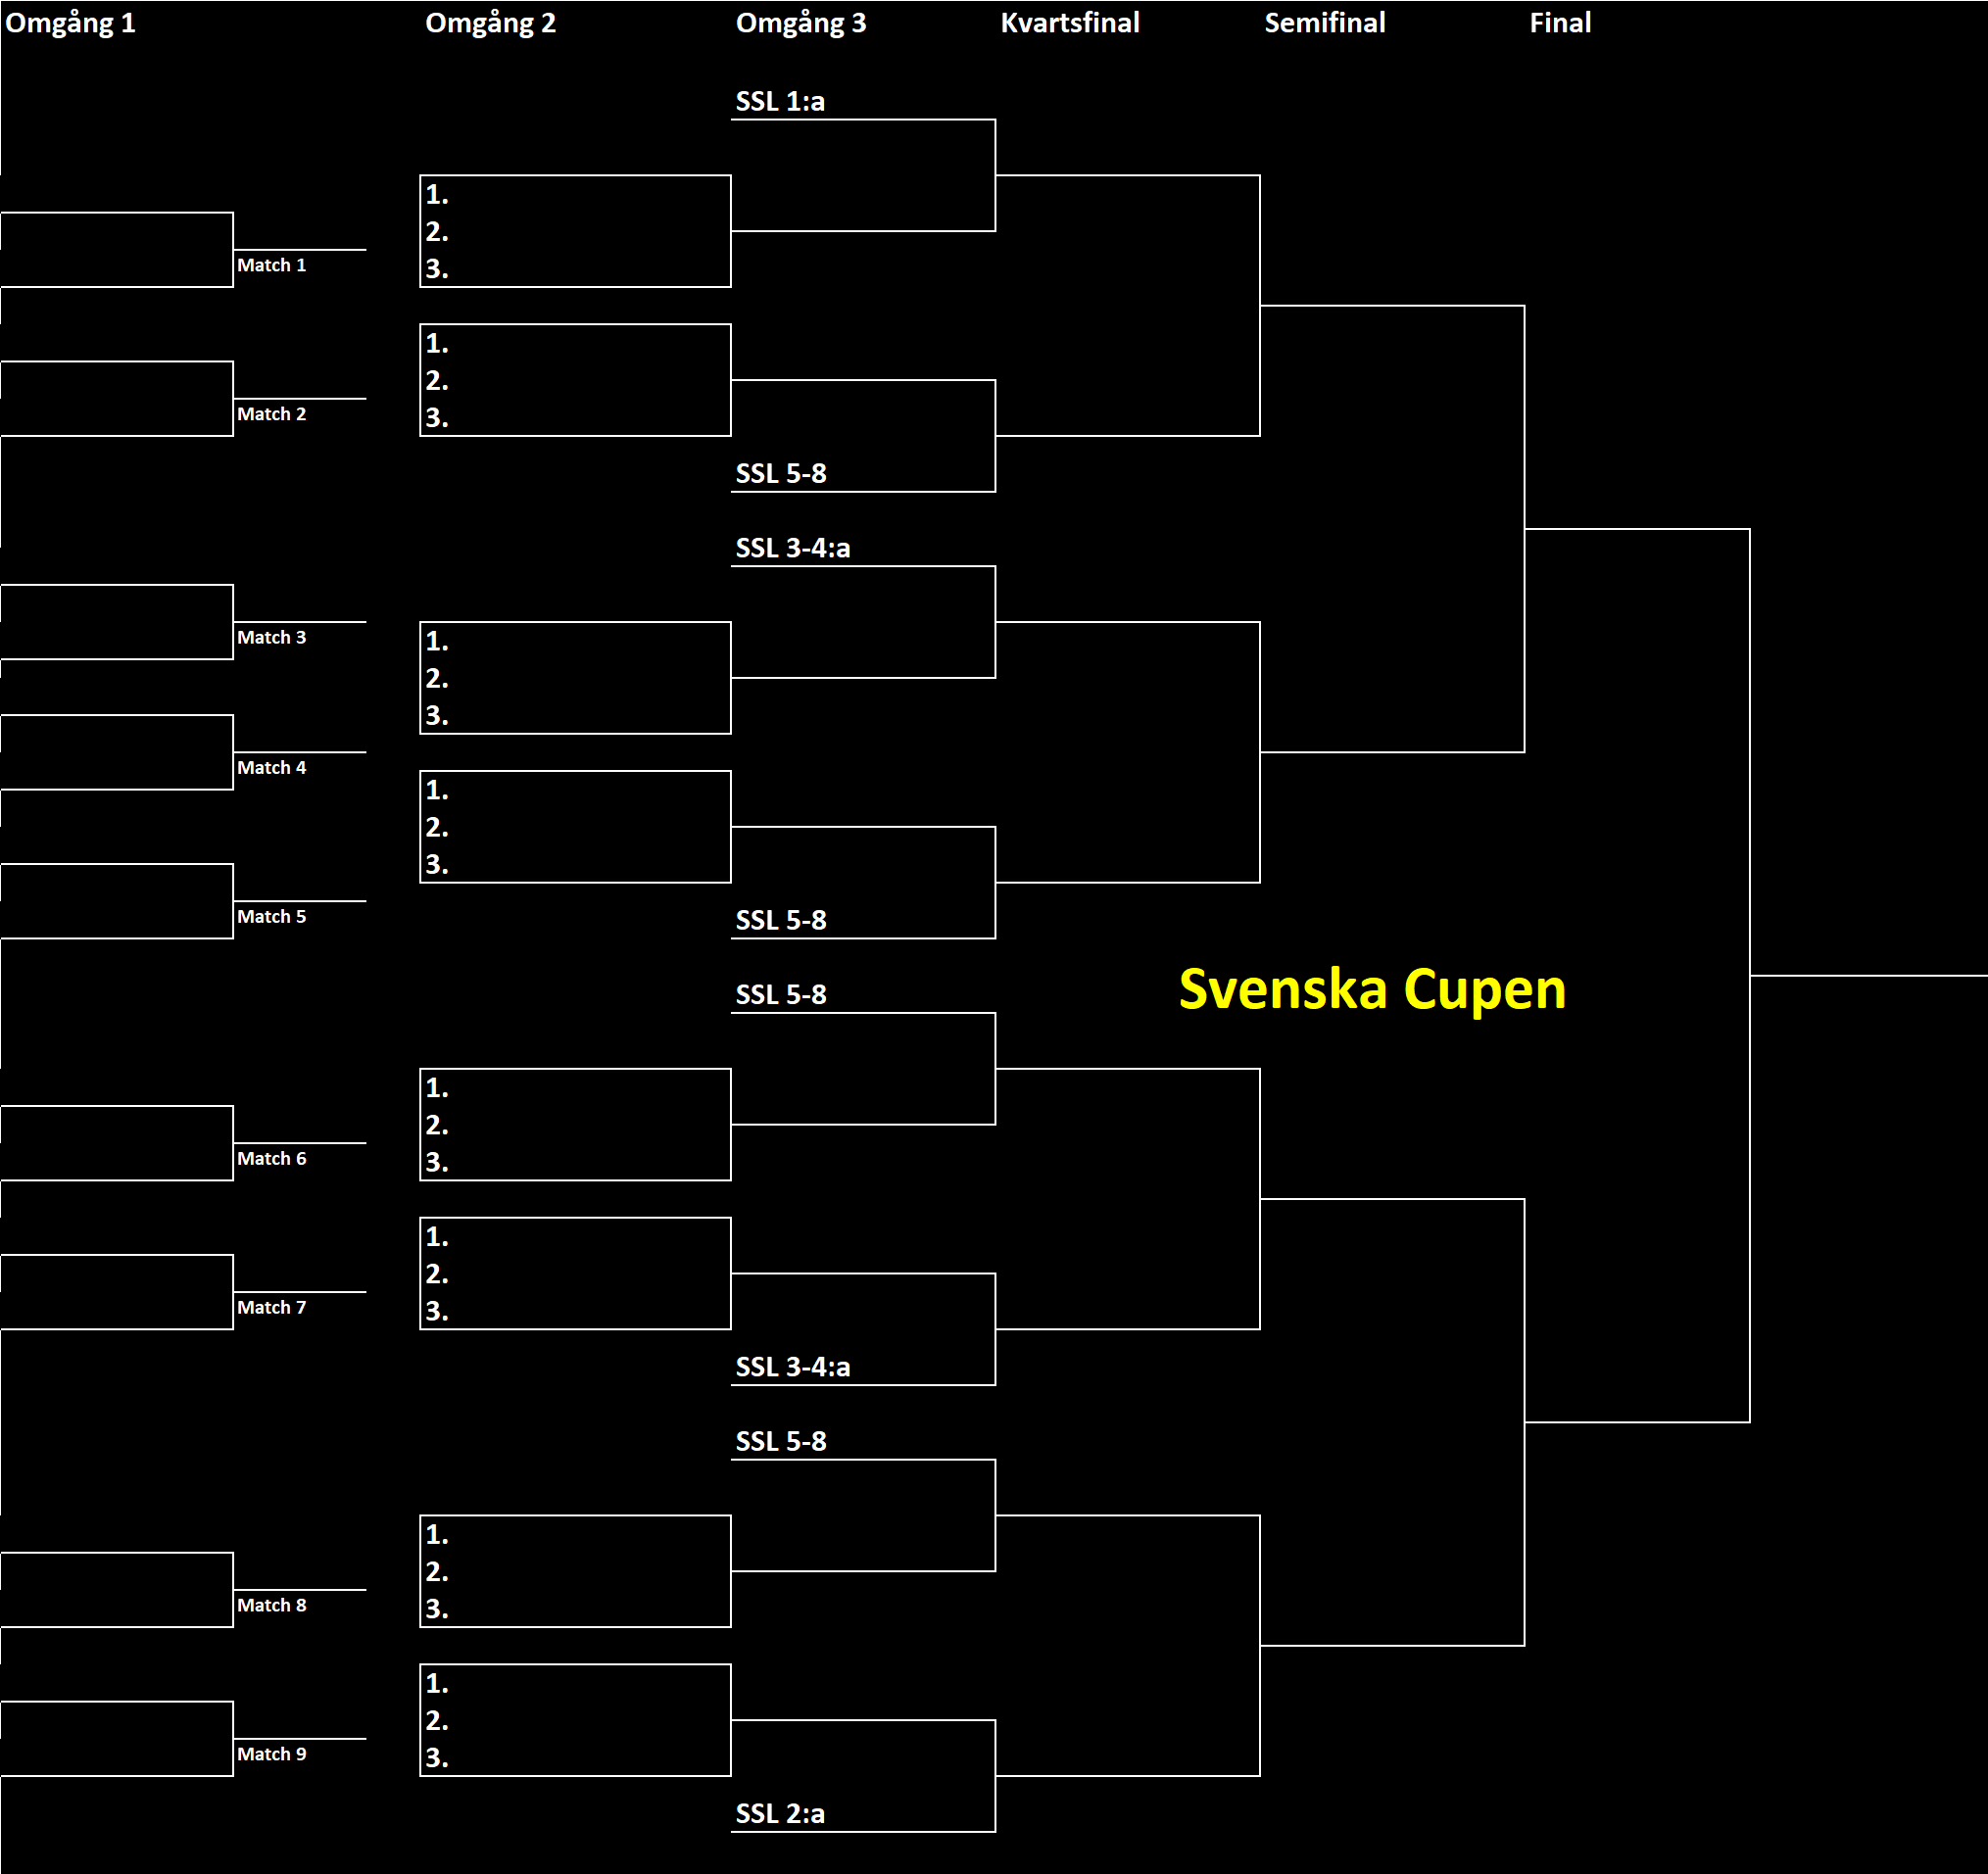 Omgång 1
Omgång 2
Omgång 3
Kvartsfinal
Semifinal
Final
SSL 1:a
1.
2.
3.
Match 1
1.
2.
3.
Match 2
SSL 5-8
SSL 3-4:a
1.
2.
3.
Match 3
Match 4
1.
2.
3.
Match 5
SSL 5-8
Svenska Cupen
SSL 5-8
1.
2.
3.
Match 6
1.
2.
3.
Match 7
SSL 3-4:a
SSL 5-8
1.
2.
3.
Match 8
1.
2.
3.
Match 9
SSL 2:a